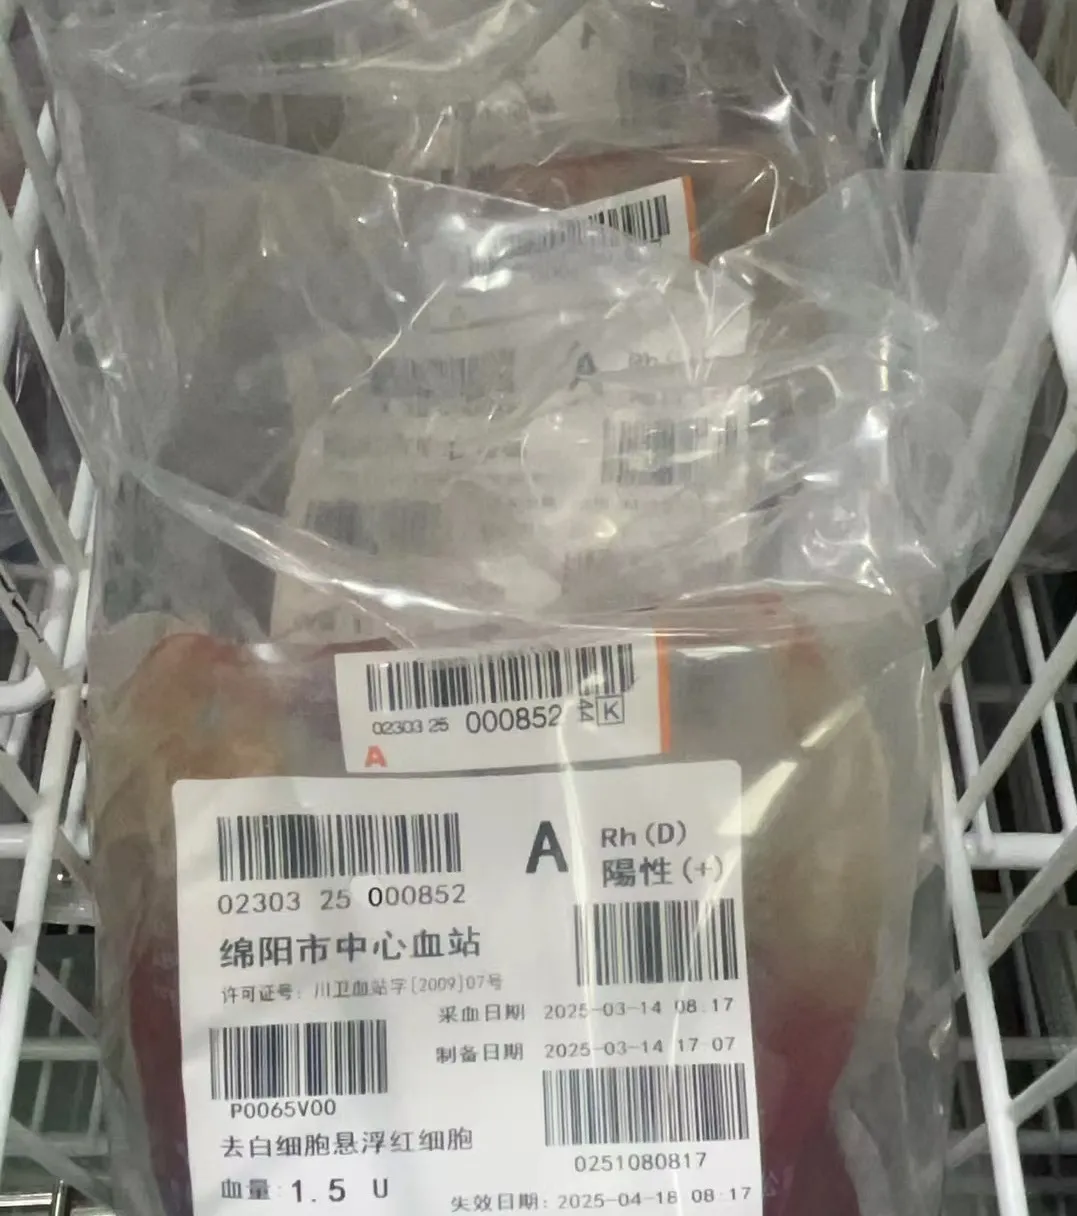 A
02303 25 000852 44 K
A
02303 25 000852
A Rh(D)
陽性(+)
绵阳市中心血站
许可证号：川卫血站字[2009]07号
采血日期 2025-03-14 08.17
制备日期 2025-03-14 17-07
P0065V00
0251080817
去白细胞悬浮红细胞
血量:1.5 U
失效日期: 2025-04-18 08:17